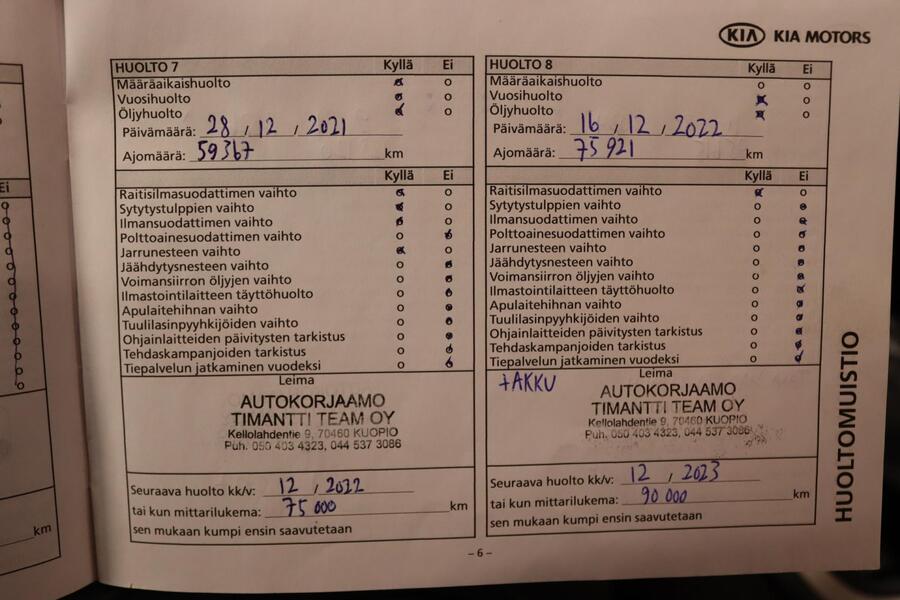 KIA KIA MOTORS
Ei
km
HUOLTO 7 Kyllä Ei
Määräaikaishuolto
Vuosihuolto
Öljyhuolto
Päivämäärä: 28 / 12 / 2021
Ajomäärä: 59367 km
Kyllä Ei
Raitisilmasuodattimen vaihto
Sytytystulppien vaihto
Ilmansuodattimen vaihto
Polttoainesuodattimen vaihto
Jarrunesteen vaihto
Jäähdytysnesteen vaihto
Voimansiirron öljyjen vaihto
Ilmastointilaitteen täyttöhuolto
Apulaitehihnan vaihto
Tuulilasinpyyhkijöiden vaihto
Ohjainlaitteiden päivitysten tarkistus
Tehdaskampanjoiden tarkistus
Tiepalvelun jatkaminen vuodeksi
Leima
AUTOKORJAAMO
TIMANTTI TEAM OY
Kellolahdentie 9, 70460 KUOPIO
Puh. 050 403 4323, 044 537 3086
Seuraava huolto kk/v: 12 / 2022
tai kun mittarilukema: 75 000 km
sen mukaan kumpi ensin saavutetaan
HUOLTO 8 Kyllä Ei
Määräaikaishuolto
Vuosihuolto
Öljyhuolto
Päivämäärä: 16 / 12 / 2022
Ajomäärä: 75 921 km
Kyllä Ei
Raitisilmasuodattimen vaihto
Sytytystulppien vaihto
Ilmansuodattimen vaihto
Polttoainesuodattimen vaihto
Jarrunesteen vaihto
Jäähdytysnesteen vaihto
Voimansiirron öljyjen vaihto
Ilmastointilaitteen täyttöhuolto
Apulaitehihnan vaihto
Tuulilasinpyyhkijöiden vaihto
Ohjainlaitteiden päivitysten tarkistus
Tehdaskampanjoiden tarkistus
Tiepalvelun jatkaminen vuodeksi
Leima
+AKKU
AUTOKORJAAMO
TIMANTTI TEAM OY
Kellolahdentie 9, 70460 KUOPIO
Puh. 050 403 4323, 044 537 3086
Seuraava huolto kk/v: 12 / 2023
tai kun mittarilukema: 90 000 km
sen mukaan kumpi ensin saavutetaan
HUOLTOMUISTIO
– 6 –